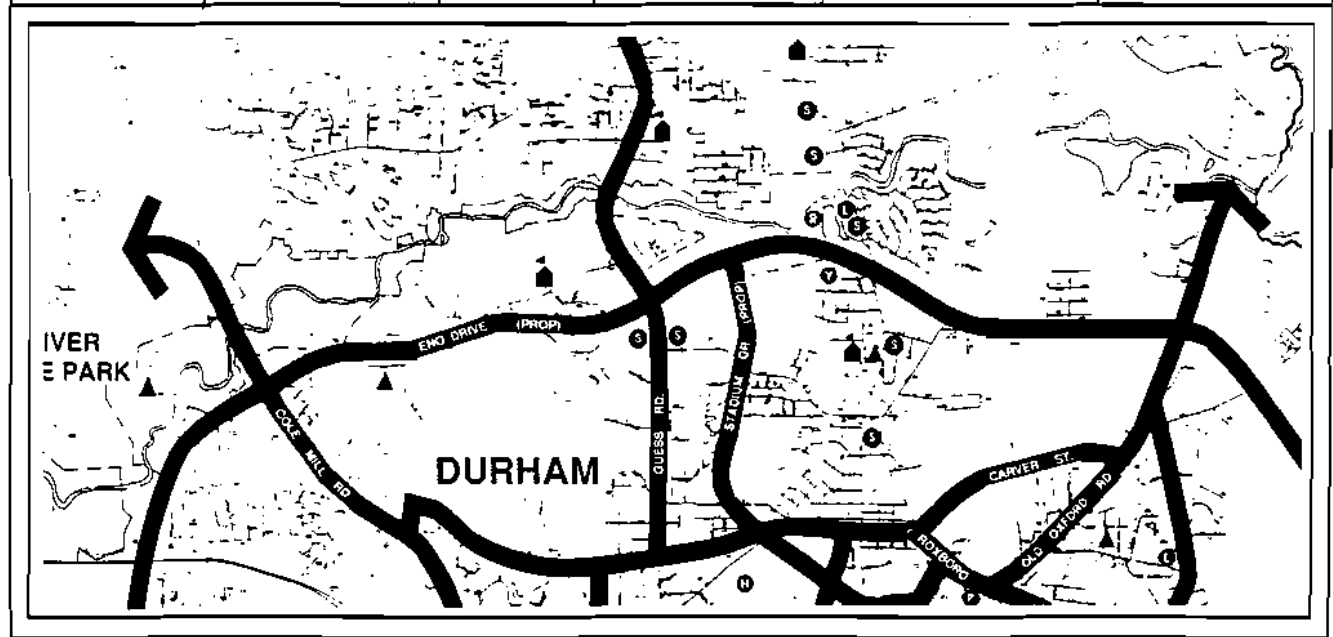 S
S
R
L
S
Y
IVER
E PARK
ENO DRIVE (PROP)
S
S
S
STADIUM DR (PROP)
COLE MILL RD
GUESS RD.
S
DURHAM
CARVER ST.
OLD OXFORD RD
ROXBORO
L
H
P